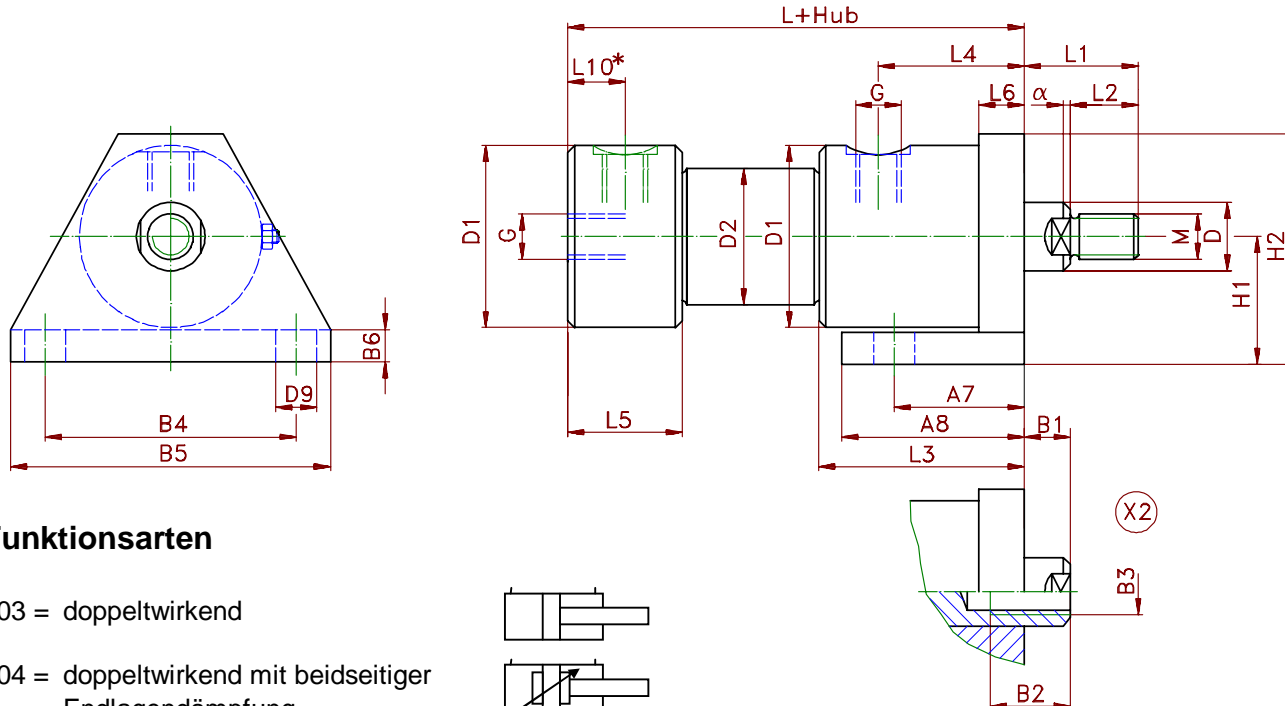 L+Hub
L10*
L4
L1
G
L6
α
L2
D1
G
D2
D1
M
D
H2
H1
B6
D9
B4
B5
L5
A7
A8
B1
L3
X2
B3
B2
unktionsarten
03 = doppeltwirkend
04 = doppeltwirkend mit beidseitiger